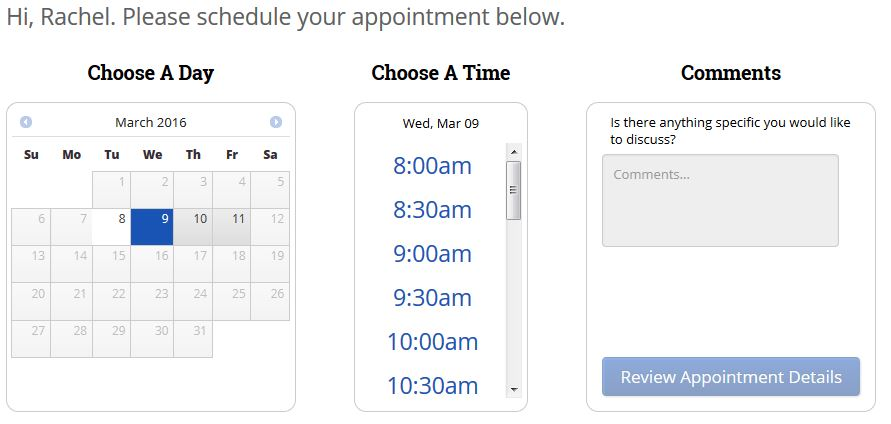 Hi, Rachel. Please schedule your appointment below.
Choose A Day
March 2016
Su Mo Tu We Th Fr Sa
1 2 3 4 5
6 7 8 9 10 11 12
13 14 15 16 17 18 19
20 21 22 23 24 25 26
27 28 29 30 31
Choose A Time
Wed, Mar 09
8:00am
8:30am
9:00am
9:30am
10:00am
10:30am
Comments
Is there anything specific you would like
to discuss?
Comments...
Review Appointment Details